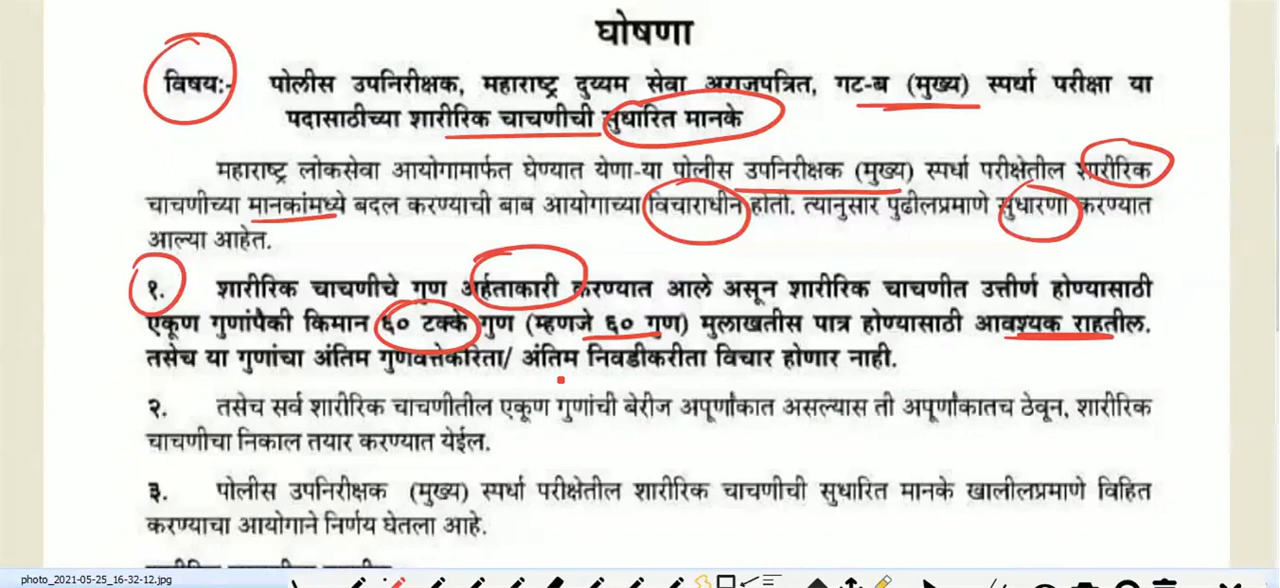 घोषणा
विषय:- पोलीस उपनिरीक्षक, महाराष्ट्र दुय्यम सेवा अराजपत्रित, गट-ब (मुख्य) स्पर्धा परीक्षा या
पदासाठीच्या शारीरिक चाचणीची सुधारित मानके
महाराष्ट्र लोकसेवा आयोगामार्फत घेण्यात येणा-या पोलीस उपनिरीक्षक (मुख्य) स्पर्धा परीक्षेतील शारीरिक
चाचणीच्या मानकांमध्ये बदल करण्याची बाब आयोगाच्या विचाराधीन होती. त्यानुसार पुढीलप्रमाणे सुधारणा करण्यात
आल्या आहेत.
१. शारीरिक चाचणीचे गुण अर्हताकारी करण्यात आले असून शारीरिक चाचणीत उत्तीर्ण होण्यासाठी
एकूण गुणांपैकी किमान ६० टक्के गुण (म्हणजे ६० गुण) मुलाखतीस पात्र होण्यासाठी आवश्यक राहतील.
तसेच या गुणांचा अंतिम गुणवत्तेकरिता/ अंतिम निवडीकरीता विचार होणार नाही.
२. तसेच सर्व शारीरिक चाचणीतील एकूण गुणांची बेरीज अपूर्णांकात असल्यास ती अपूर्णांकातच ठेवून, शारीरिक
चाचणीचा निकाल तयार करण्यात येईल.
३. पोलीस उपनिरीक्षक (मुख्य) स्पर्धा परीक्षेतील शारीरिक चाचणीची सुधारित मानके खालीलप्रमाणे विहित
करण्याचा आयोगाने निर्णय घेतला आहे.
photo_2021-05-25_16-32-12.jpg